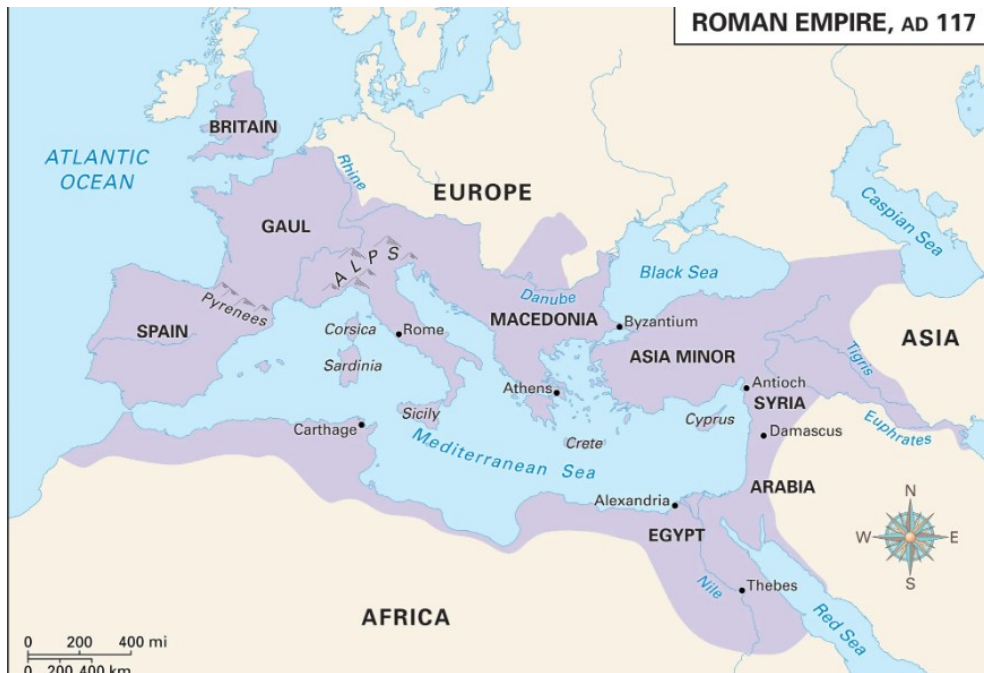 ROMAN EMPIRE, AD 117
BRITAIN
ATLANTIC
OCEAN
Rhine
EUROPE
Caspian Sea
GAUL
ALPS
Black Sea
Pyrenees
Danube
SPAIN
Corsica
Rome
MACEDONIA
Byzantium
ASIA
Sardinia
ASIA MINOR
Tigris
Athens
Antioch
SYRIA
Sicily
Cyprus
Carthage
Euphrates
Damascus
Crete
Mediterranean Sea
ARABIA
Alexandria
N
EGYPT
W
E
S
Nile
Thebes
AFRICA
Red Sea
0 200 400 mi
0 200 400 km